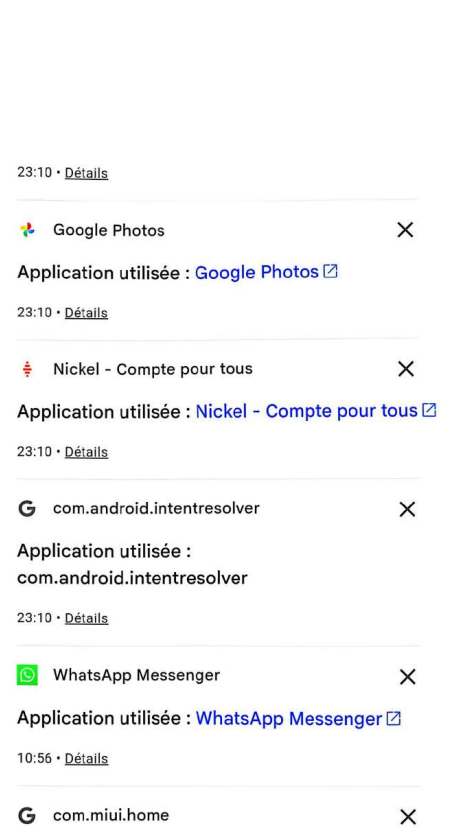 23:10 • Détails
Google Photos
Application utilisée : Google Photos
23:10 • Détails
Nickel - Compte pour tous
Application utilisée : Nickel - Compte pour tous
23:10 • Détails
com.android.intentresolver
Application utilisée :
com.android.intentresolver
23:10 • Détails
WhatsApp Messenger
Application utilisée : WhatsApp Messenger
10:56 • Détails
com.miui.home